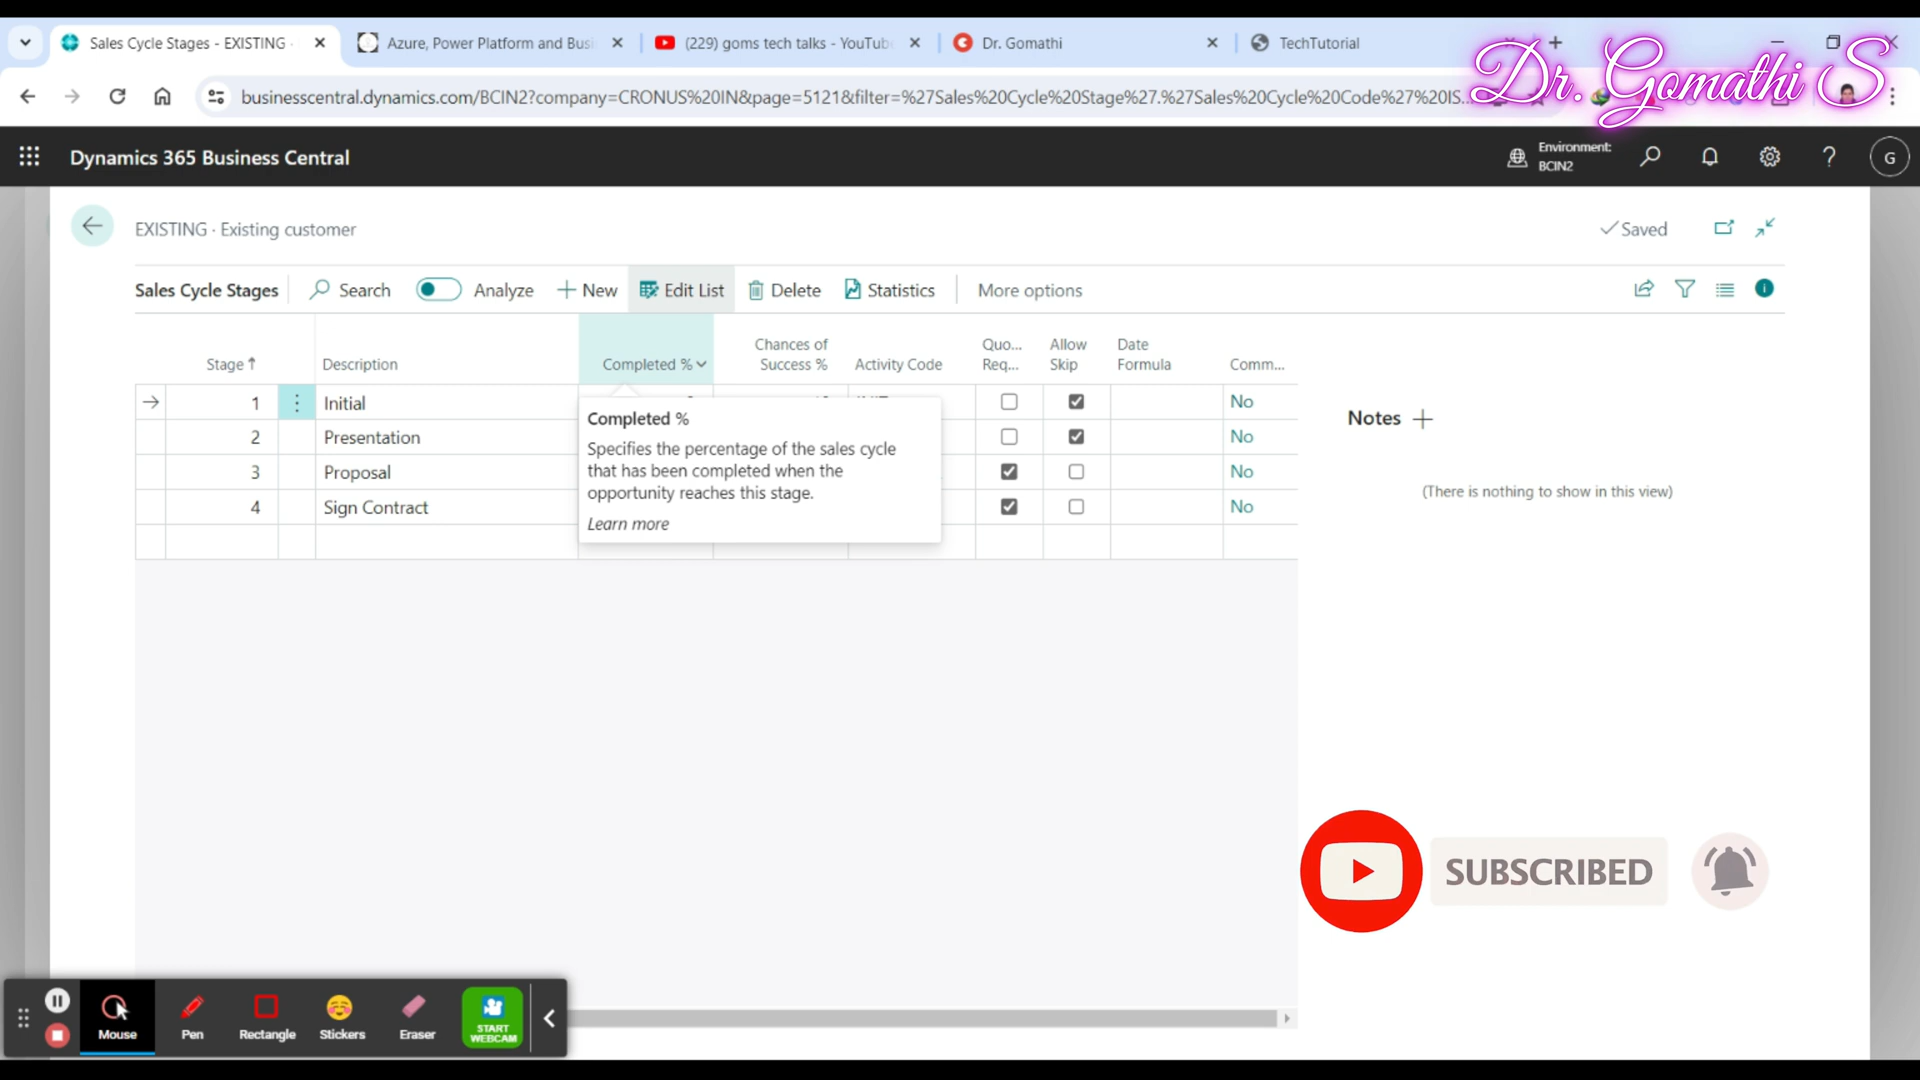 Sales Cycle Stages - EXISTING ·
Azure, Power Platform and Busi
(229) goms tech talks - YouTube
Dr. Gomathi
TechTutorial
Dr. Gomathi S
businesscentral.dynamics.com/BCIN2?company=CRONUS%20IN&page=5121&filter=%27Sales%20Cycle%20Stage%27.%27Sales%20Cycle%20Code%27%20IS...
Dynamics 365 Business Central
Environment:
BCIN2
G
EXISTING · Existing customer
Saved
Sales Cycle Stages
Search
Analyze
New
Edit List
Delete
Statistics
More options
Stage ↑
Description
Completed %
Chances of
Success %
Activity Code
Quo...
Req...
Allow
Skip
Date
Formula
Comm...
1 Initial No
2 Presentation No
3 Proposal No
4 Sign Contract No
Completed %
Specifies the percentage of the sales cycle
that has been completed when the
opportunity reaches this stage.
Learn more
Notes
(There is nothing to show in this view)
SUBSCRIBED
Mouse
Pen
Rectangle
Stickers
Eraser
START
WEBCAM